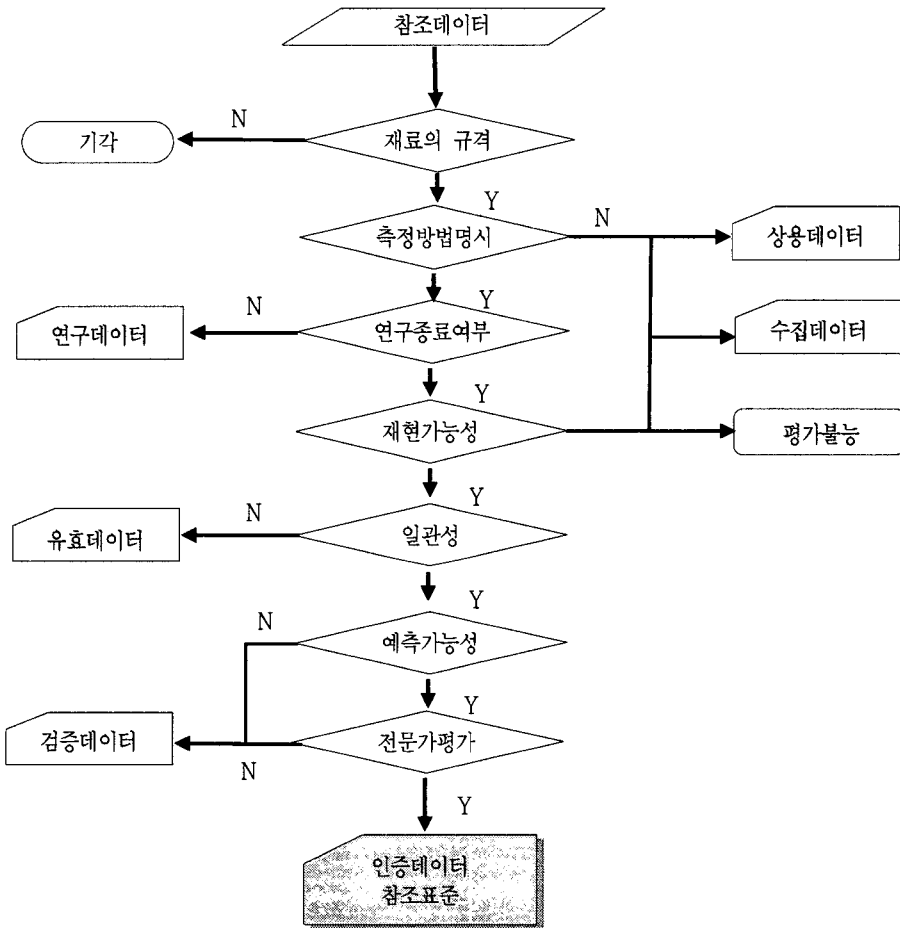 참조데이터
N
기각
재료의 규격
Y
N
측정방법명시
상용데이터
N
Y
연구데이터
연구종료여부
수집데이터
Y
재현가능성
평가불능
N
Y
유효데이터
일관성
N
Y
예측가능성
Y
검증데이터
전문가평가
N
Y
인증데이터
참조표준